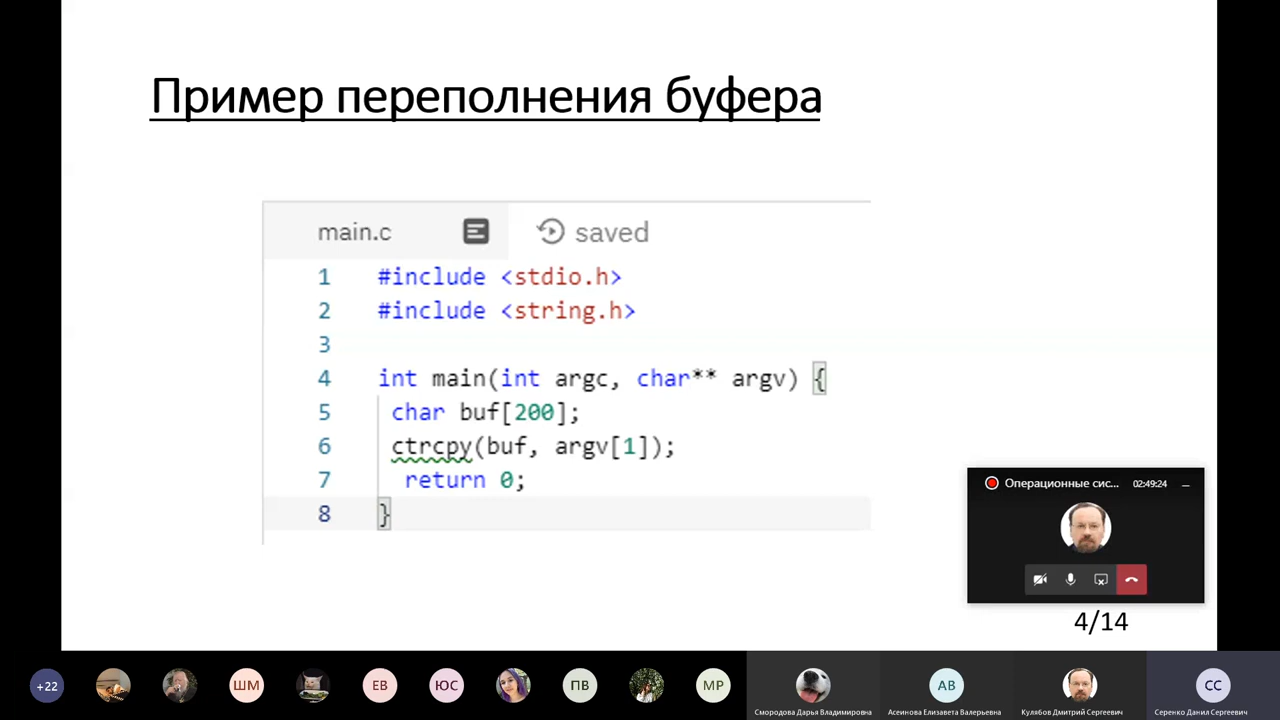 Пример переполнения буфера
main.c
saved
1 #include <stdio.h>
2 #include <string.h>
3
4 int main(int argc, char** argv) {
5 char buf[200];
6 ctrcpy(buf, argv[1]);
7 return 0;
8 }
Операционные сис... 02:49:24
4/14
+22
ШМ
ЕВ
ЮС
ПВ
МР
АВ
СС
Смородова Дарья Владимировна
Асеинова Елизавета Валерьевна
Кулябов Дмитрий Сергеевич
Серенко Данил Сергеевич